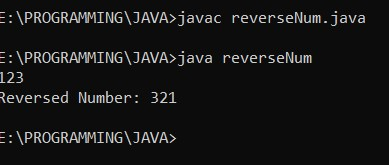 E:\PROGRAMMING\JAVA>javac reverseNum.java
E:\PROGRAMMING\JAVA>java reverseNum
123
Reversed Number: 321
E:\PROGRAMMING\JAVA>